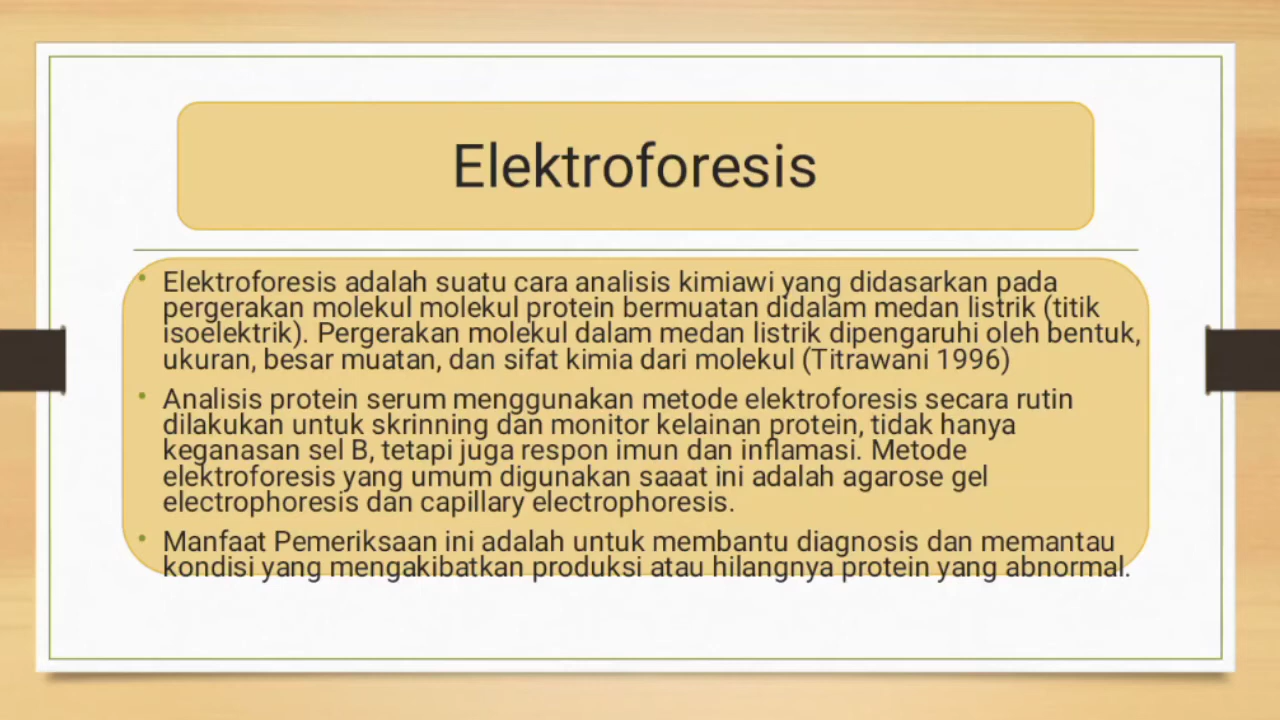 Elektroforesis
• Elektroforesis adalah suatu cara analisis kimiawi yang didasarkan pada
pergerakan molekul molekul protein bermuatan didalam medan listrik (titik
isoelektrik). Pergerakan molekul dalam medan listrik dipengaruhi oleh bentuk,
ukuran, besar muatan, dan sifat kimia dari molekul (Titrawani 1996)
• Analisis protein serum menggunakan metode elektroforesis secara rutin
dilakukan untuk skrinning dan monitor kelainan protein, tidak hanya
keganasan sel B, tetapi juga respon imun dan inflamasi. Metode
elektroforesis yang umum digunakan saaat ini adalah agarose gel
electrophoresis dan capillary electrophoresis.
• Manfaat Pemeriksaan ini adalah untuk membantu diagnosis dan memantau
kondisi yang mengakibatkan produksi atau hilangnya protein yang abnormal.